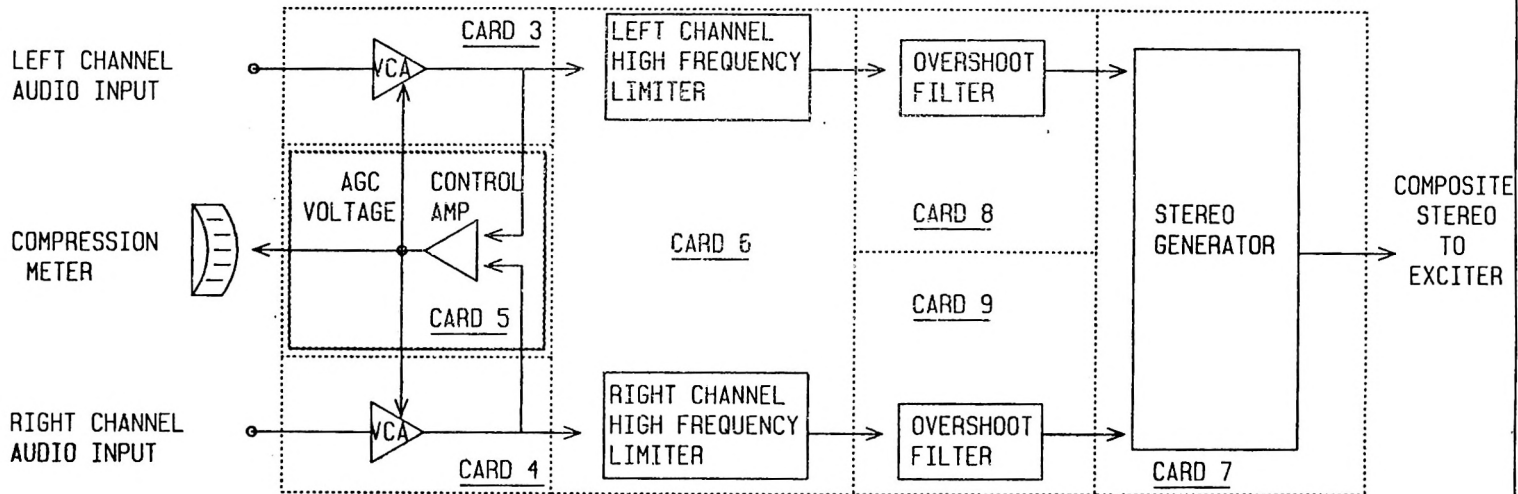 CARD 3
LEFT CHANNEL
AUDIO INPUT
VCA
LEFT CHANNEL
HIGH FREQUENCY
LIMITER
OVERSHOOT
FILTER
AGC
VOLTAGE
CONTROL
AMP
COMPRESSION
METER
CARD 5
CARD 6
CARD 8
CARD 9
STEREO
GENERATOR
COMPOSITE
STEREO
TO
EXCITER
RIGHT CHANNEL
AUDIO INPUT
VCA
CARD 4
RIGHT CHANNEL
HIGH FREQUENCY
LIMITER
OVERSHOOT
FILTER
CARD 7